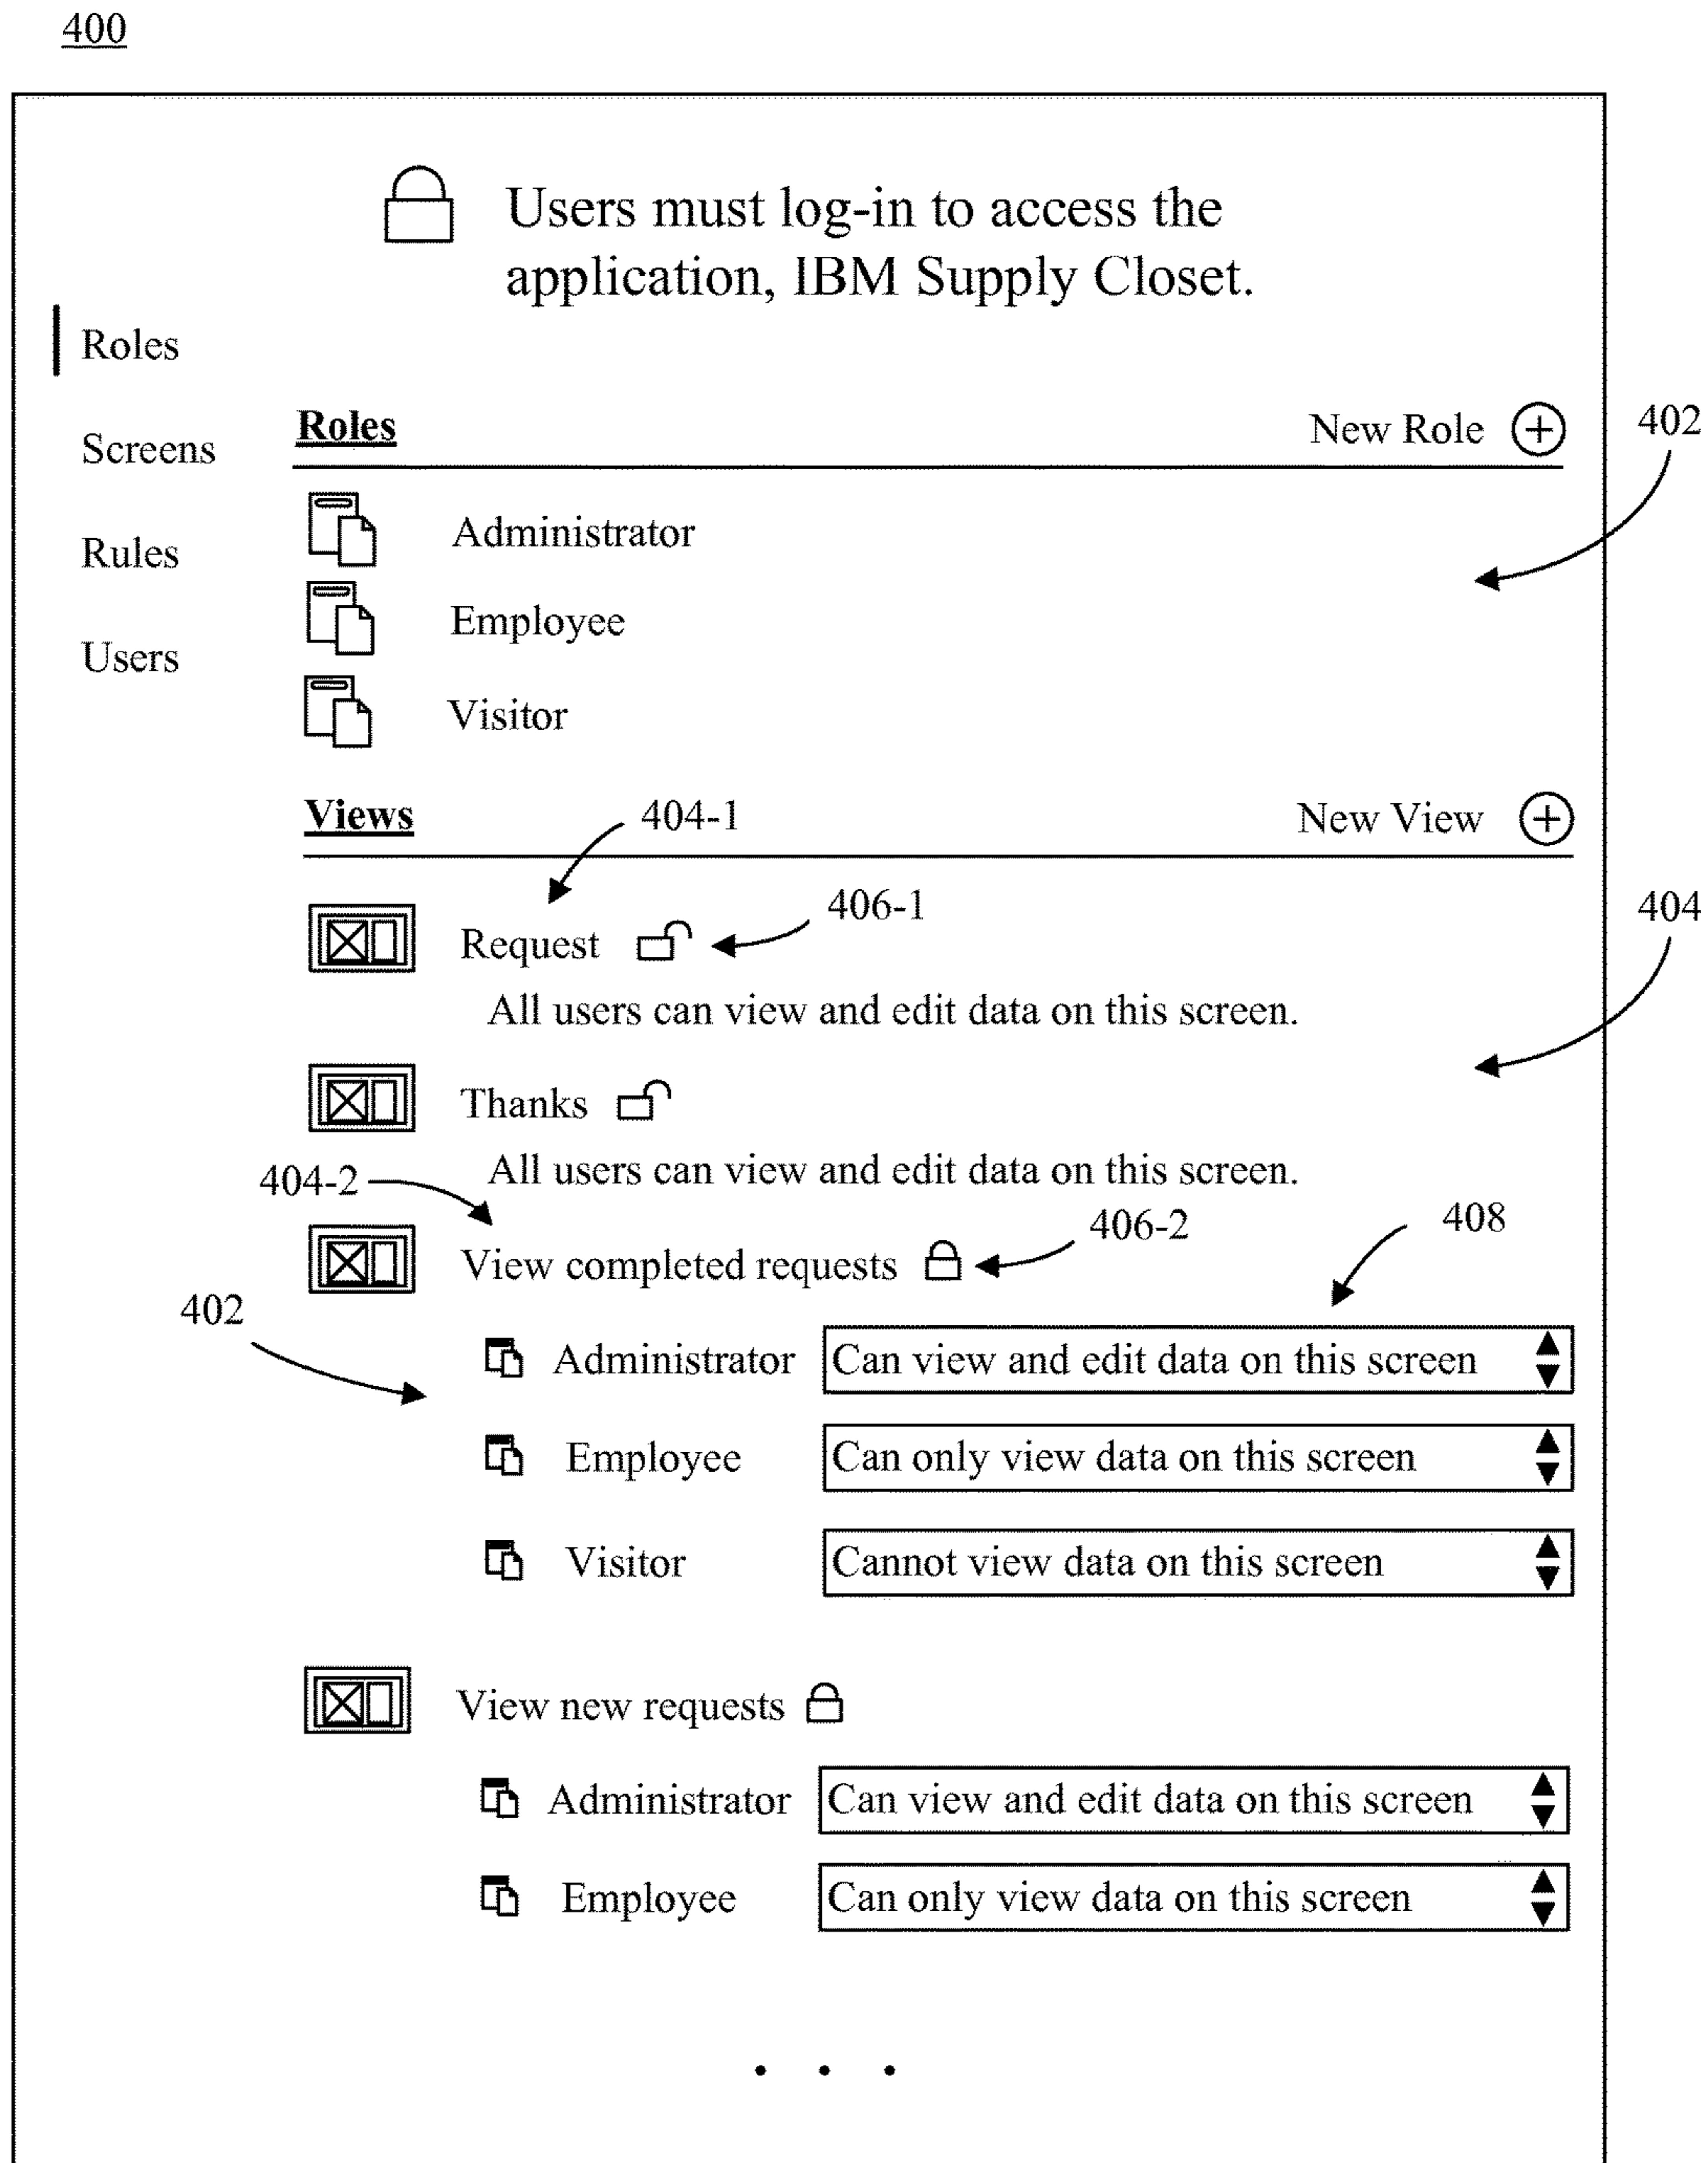 400
Users must log-in to access the
application, IBM Supply Closet.
Roles
Screens
Rules
Users
Roles
New Role
402
Administrator
Employee
Visitor
Views
404-1
New View
Request
406-1
404
All users can view and edit data on this screen.
Thanks
All users can view and edit data on this screen.
404-2
View completed requests
406-2
408
402
Administrator Can view and edit data on this screen
Employee Can only view data on this screen
Visitor Cannot view data on this screen
View new requests
Administrator Can view and edit data on this screen
Employee Can only view data on this screen
. . .